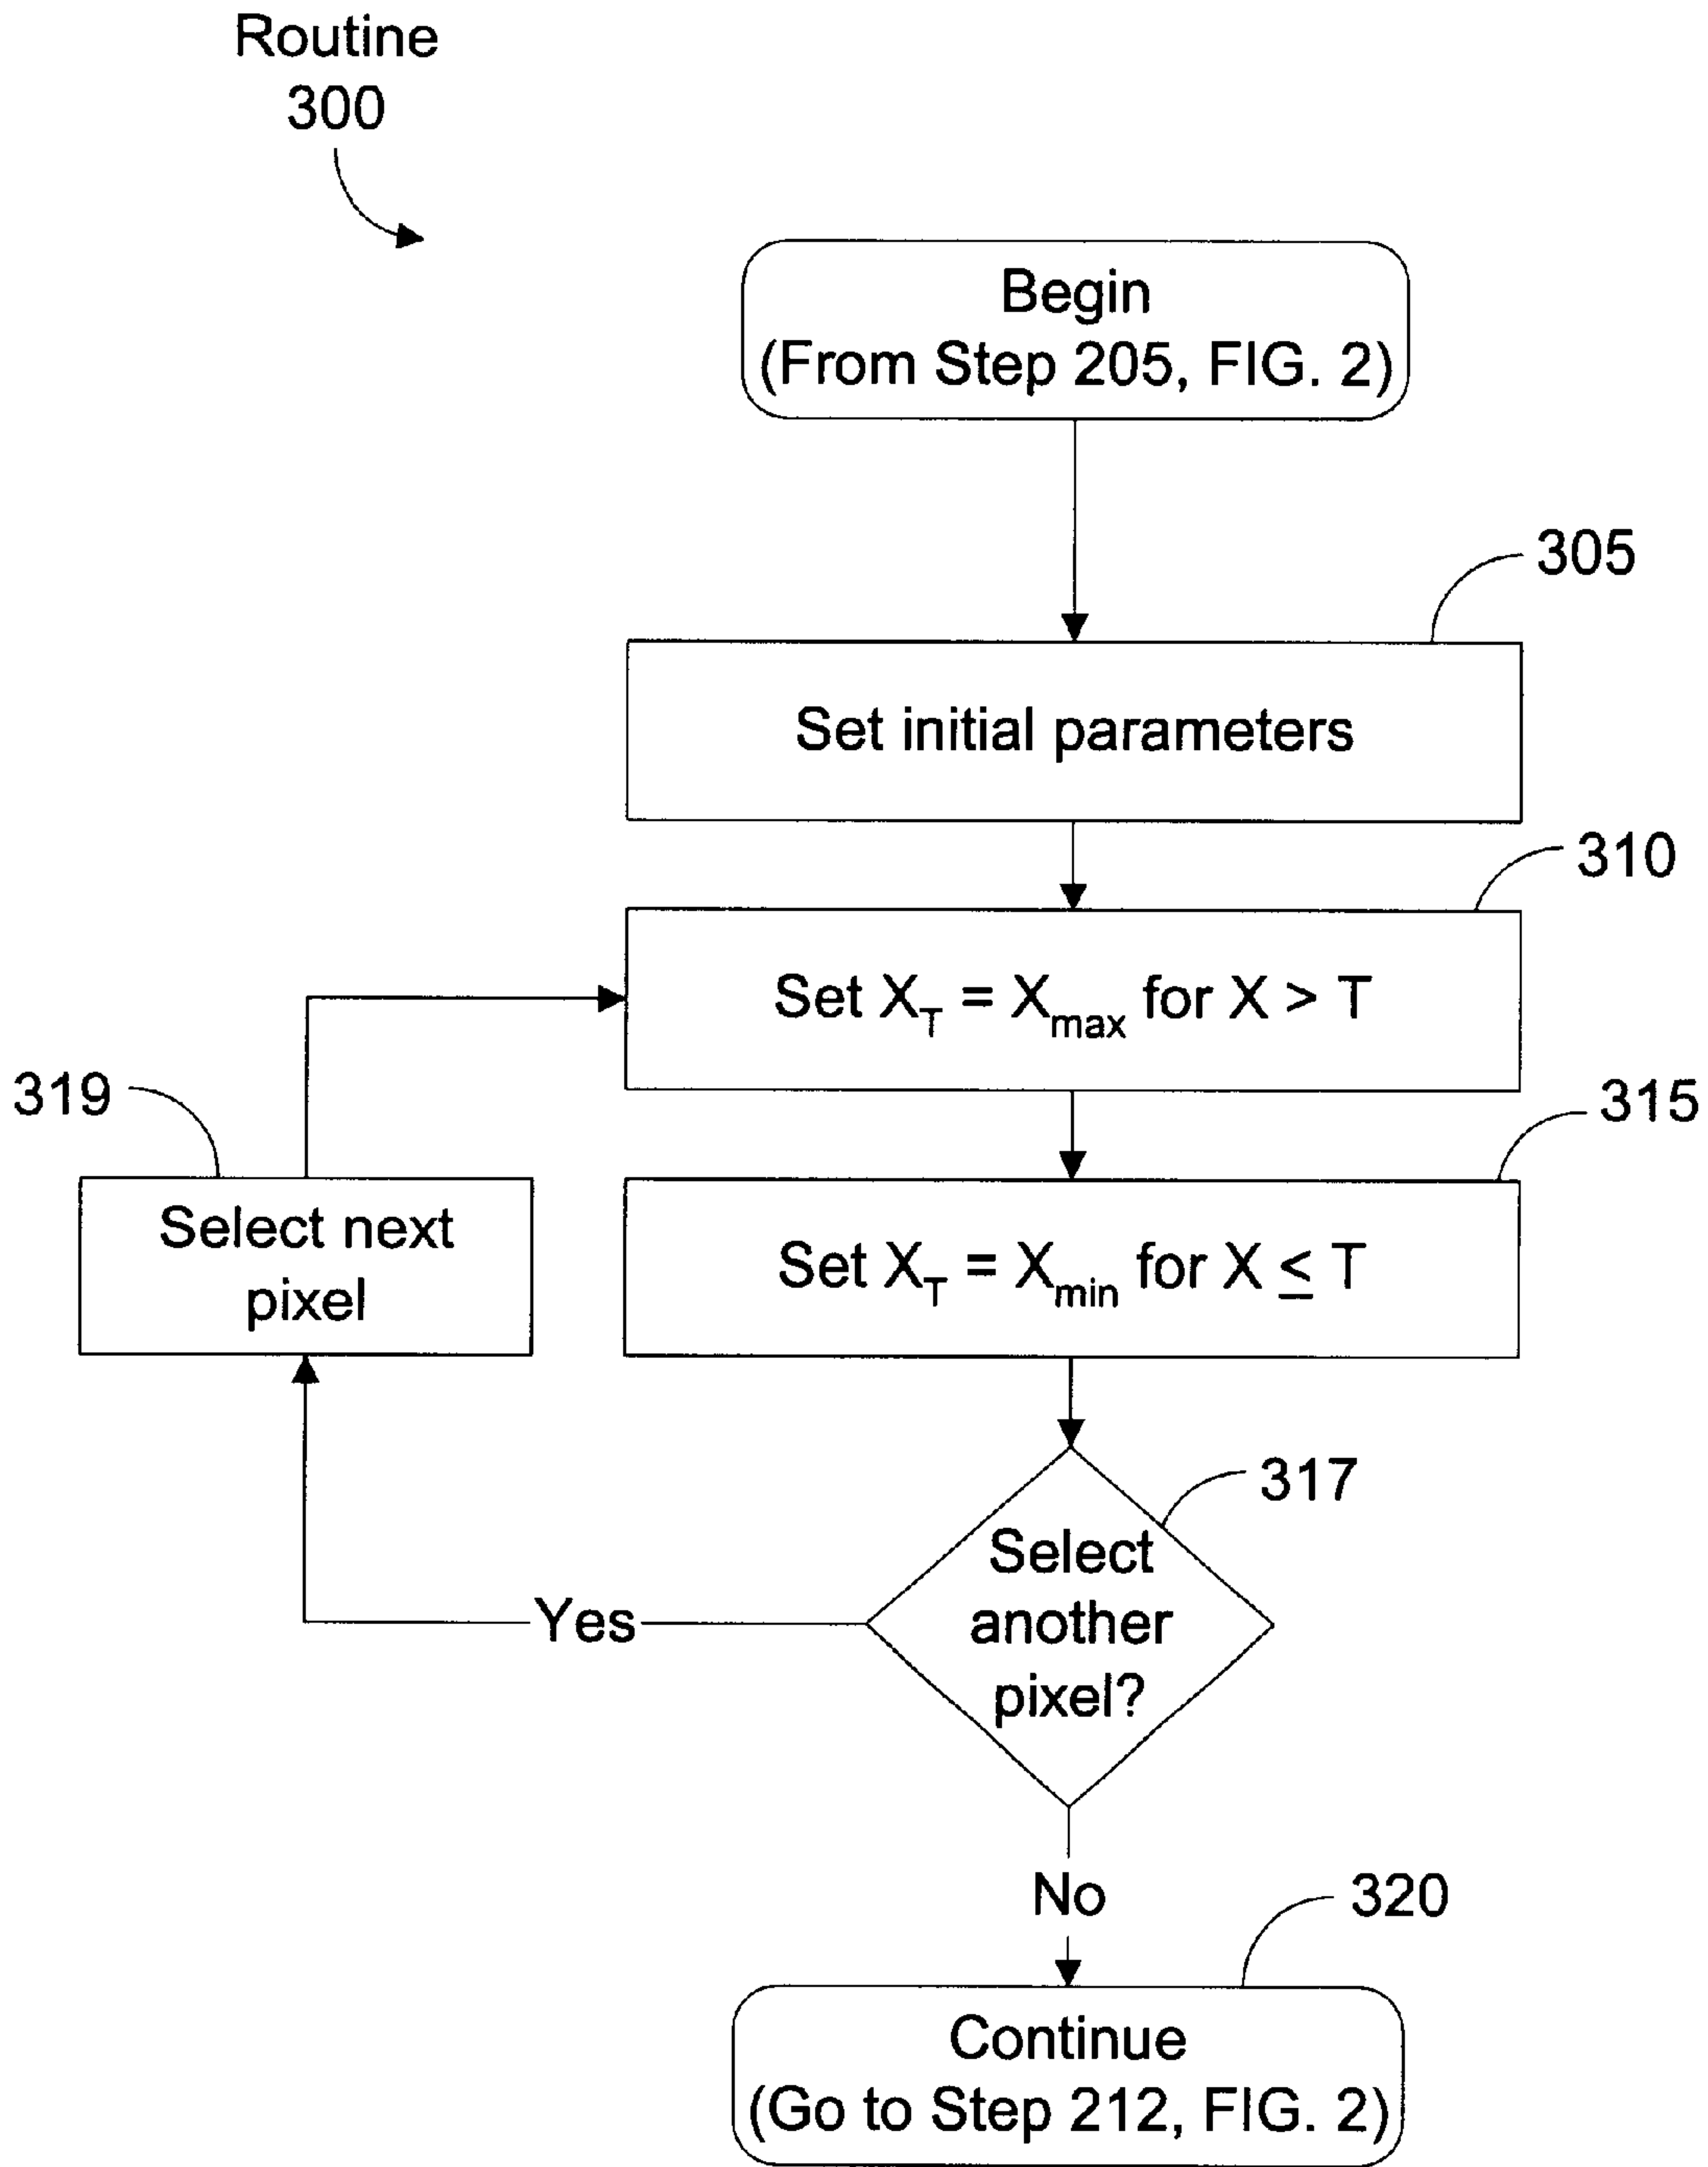 Routine
300
Begin
(From Step 205, FIG. 2)
305
Set initial parameters
310
Set X_T = X_max for X > T
319
315
Select next
pixel
Set X_T = X_min for X ≤ T
317
Select
another
pixel?
Yes
No
320
Continue
(Go to Step 212, FIG. 2)